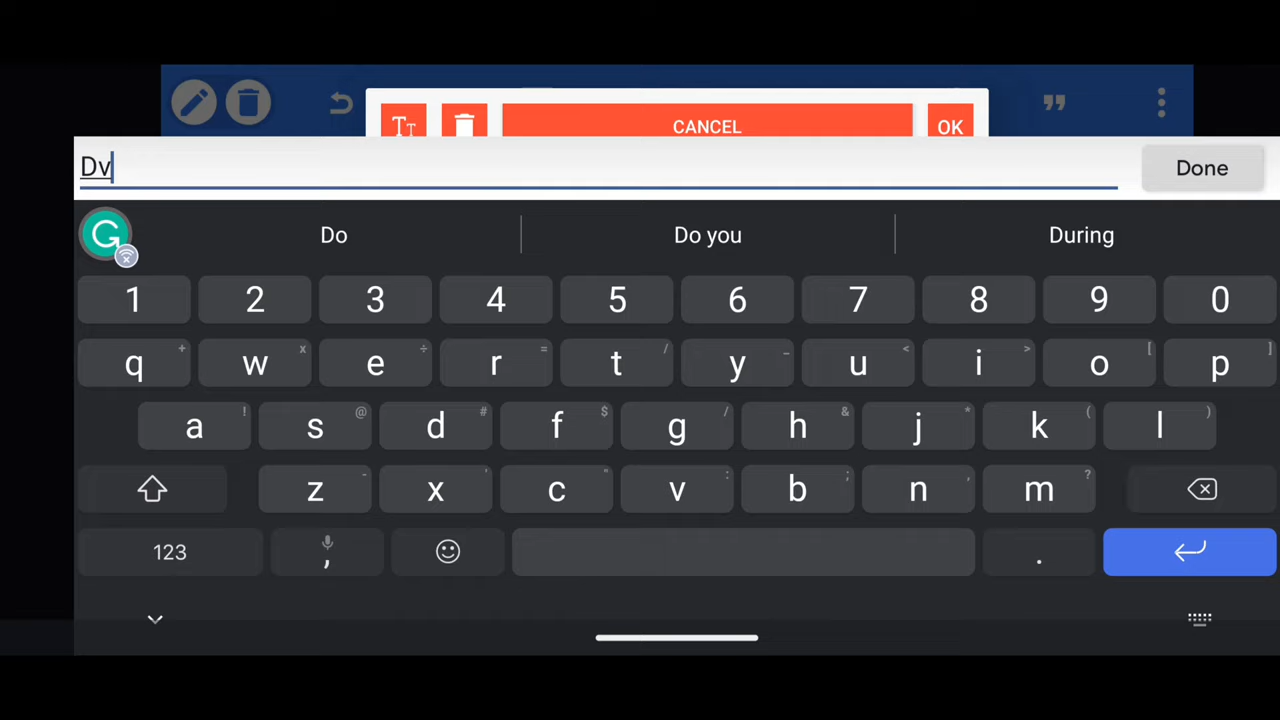 CANCEL
OK
Dv
Done
Do
Do you
During
1 2 3 4 5 6 7 8 9 0
q + w x e ÷ r = t / y _ u < i > o [ p ]
a ! s @ d # f $ g / h & j * k ( l )
z - x ' c " v : b ; n , m ?
123 , .